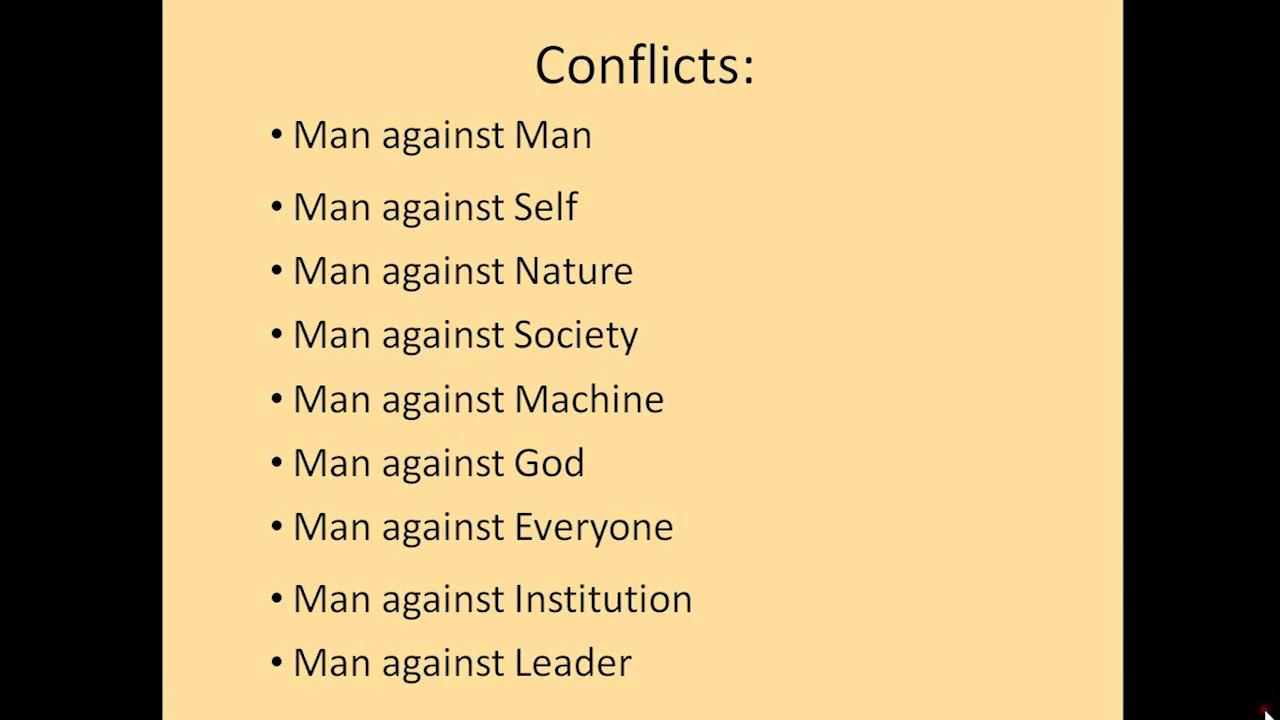 Conflicts:
• Man against Man
• Man against Self
• Man against Nature
• Man against Society
• Man against Machine
• Man against God
• Man against Everyone
• Man against Institution
• Man against Leader